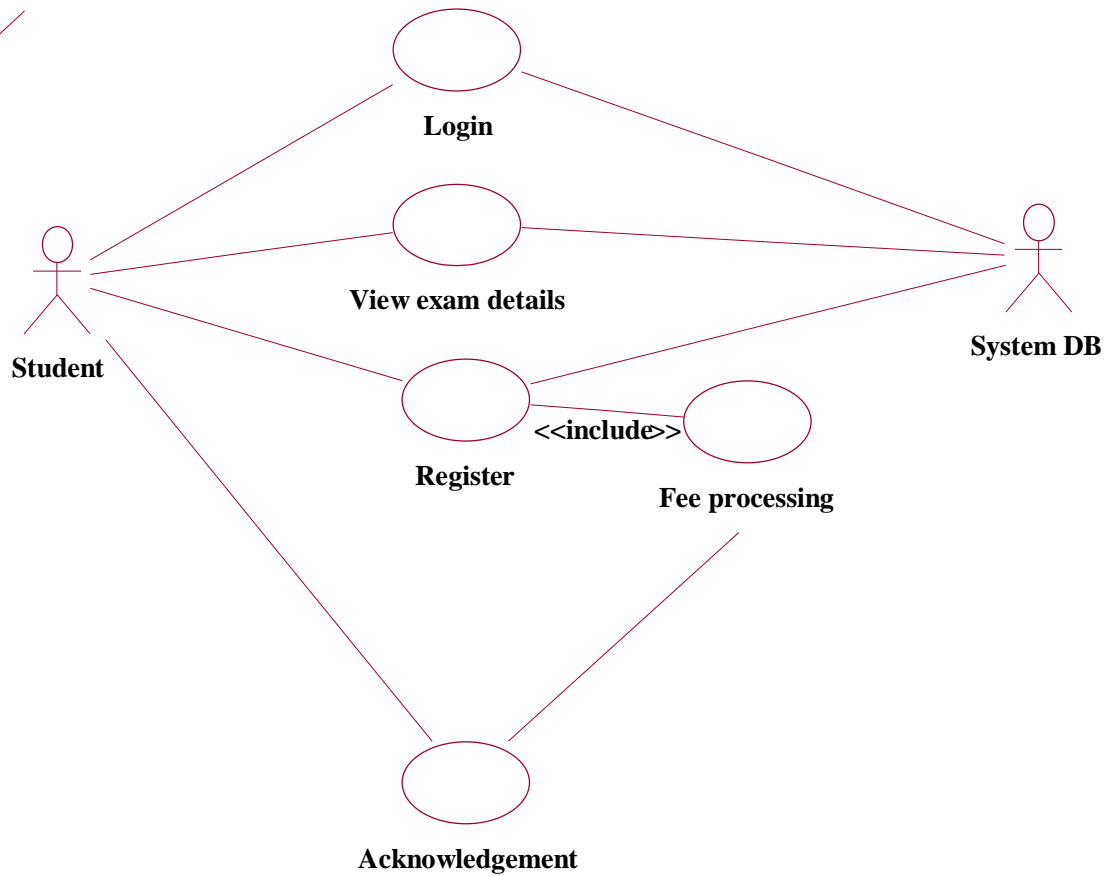 Login
View exam details
Student
System DB
<<include>>
Register
Fee processing
Acknowledgement